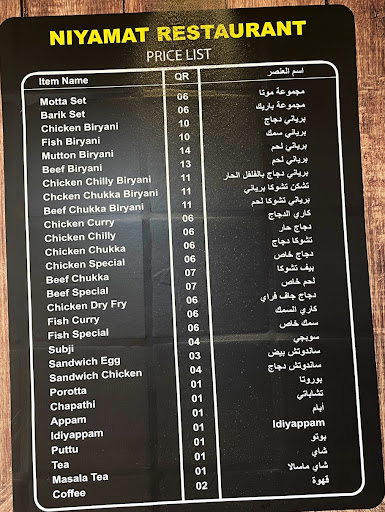 NIYAMAT RESTAURANT
PRICE LIST
Item Name QR اسم العنصر
Motta Set 06 مجموعة موتا
Barik Set 06 مجموعة باريك
Chicken Biryani 10 برياني دجاج
Fish Biryani 10 برياني سمك
Mutton Biryani 14 برياني لحم
Beef Biryani 13 برياني لحم
Chicken Chilly Biryani 11 برياني دجاج بالفلفل الحار
Chcken Chukka Biryani 11 تشكن تشوكا برياني
Beef Chukka Biryani 11 برياني تشوكا لحم
Chicken Curry 06 كاري الدجاج
Chicken Chilly 06 دجاج حار
Chicken Chukka 06 تشوكا دجاج
Chicken Special 06 دجاج خاص
Beef Chukka 06 بيف تشوكا
Beef Special 06 لحم خاص
Chicken Dry Fry 06 دجاج جاف فراي
Fish Curry 06 كاري السمك
Fish Special 06 سمك خاص
Subji 04 سوبجي
Sandwich Egg 03 ساندوتش بيض
Sandwich Chicken 04 ساندوتش دجاج
Porotta 01 بوروتا
Chapathi 01 تشاباتي
Appam 01 أبام
Idiyappam 01 Idiyappam
Puttu 01 بوتو
Tea 01 شاي
Masala Tea 01 شاي ماسالا
Coffee 02 قهوة